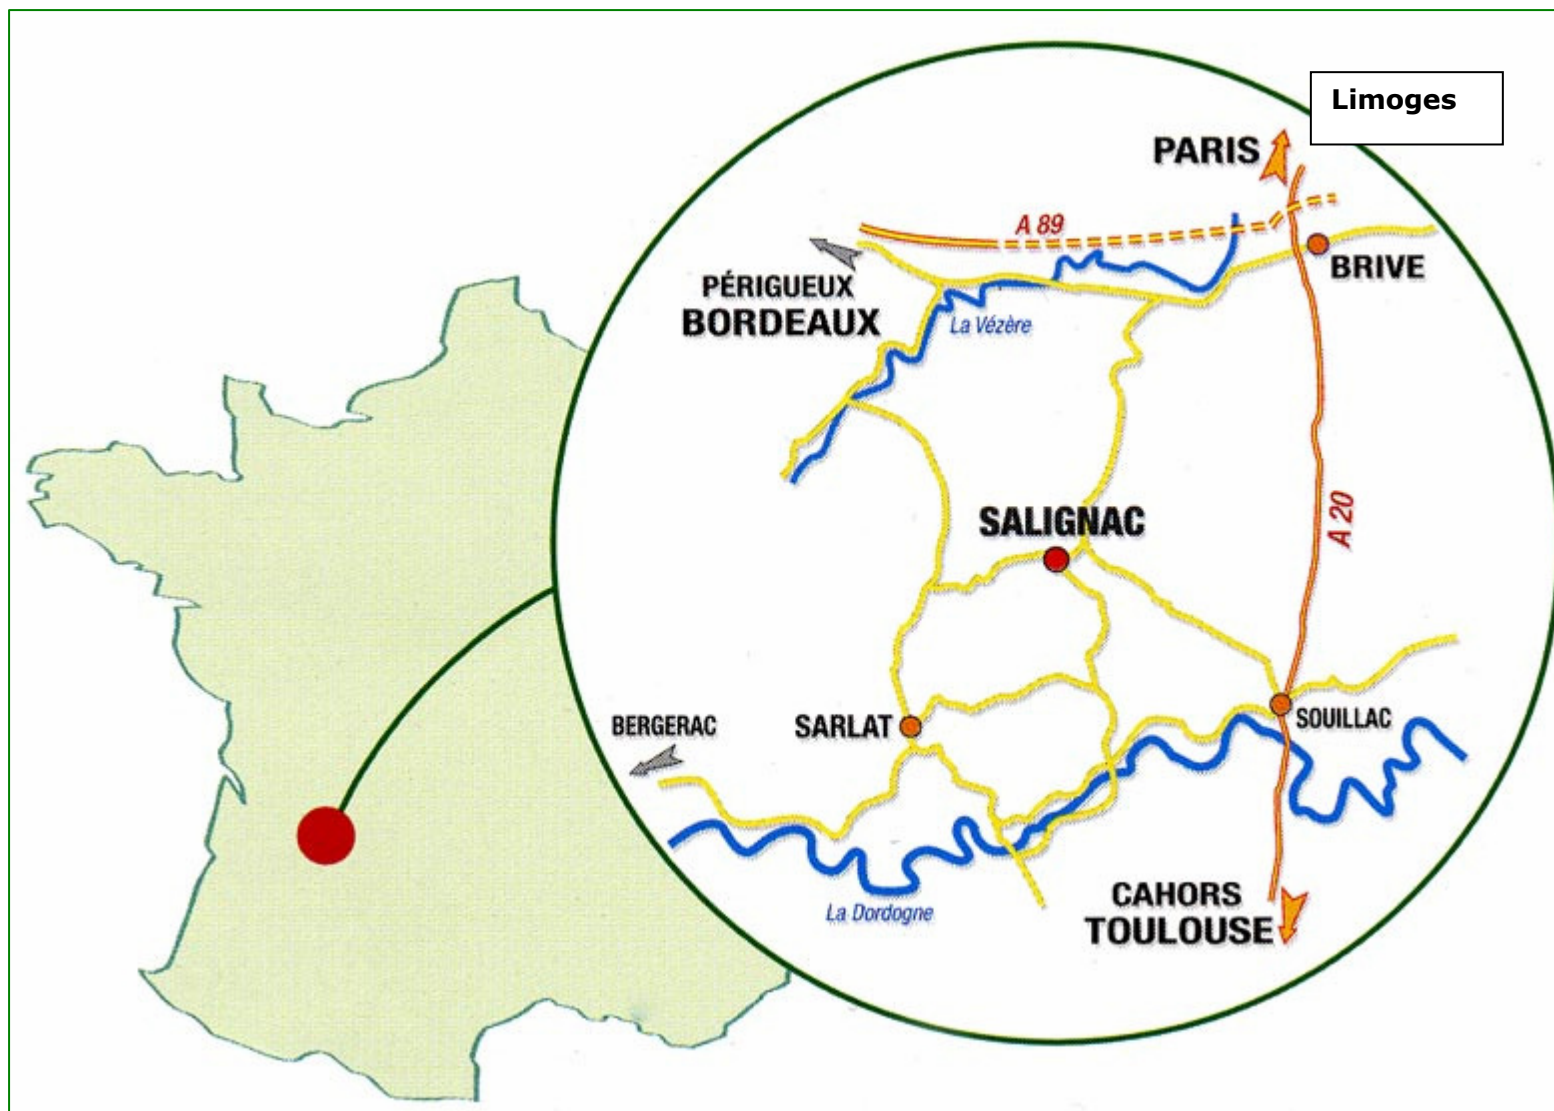 Limoges
PARIS
A 89
BRIVE
PÉRIGUEUX
BORDEAUX
La Vézère
SALIGNAC
A 20
BERGERAC
SARLAT
SOUILLAC
La Dordogne
CAHORS
TOULOUSE